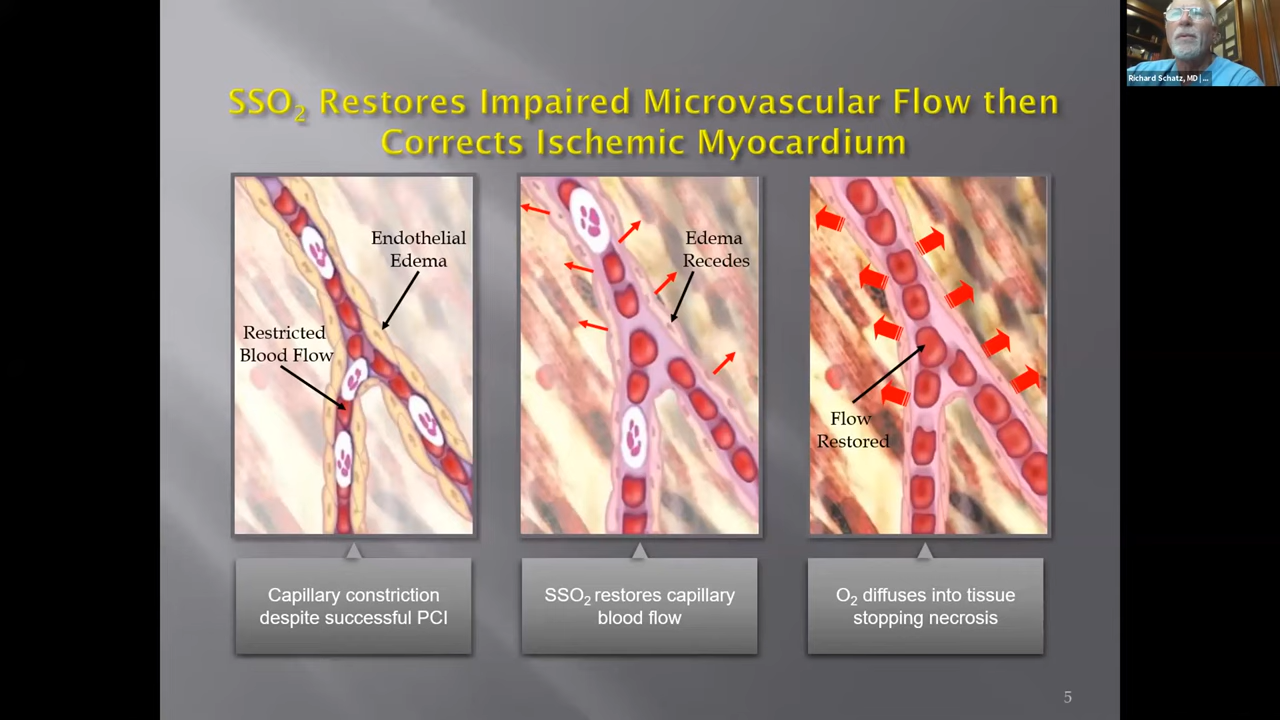 SSO2 Restores Impaired Microvascular Flow then
Corrects Ischemic Myocardium
Endothelial
Edema
Restricted
Blood Flow
Edema
Recedes
Flow
Restored
Capillary constriction
despite successful PCI
SSO2 restores capillary
blood flow
O2 diffuses into tissue
stopping necrosis
5
Richard Schatz, MD | ...